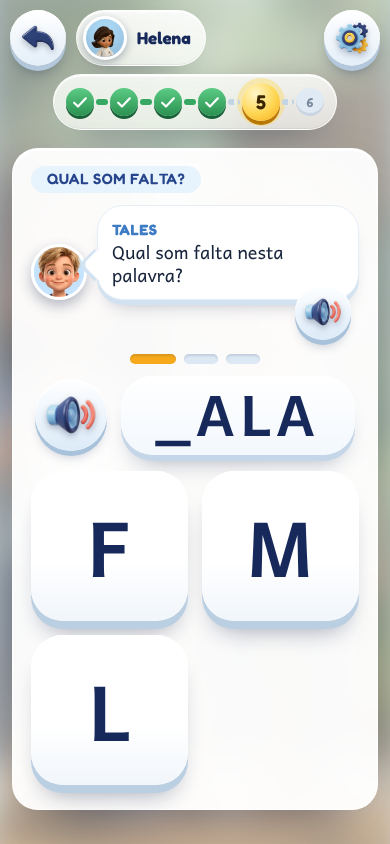 Helena
5
6
QUAL SOM FALTA?
TALES
Qual som falta nesta
palavra?
_ALA
F
M
L